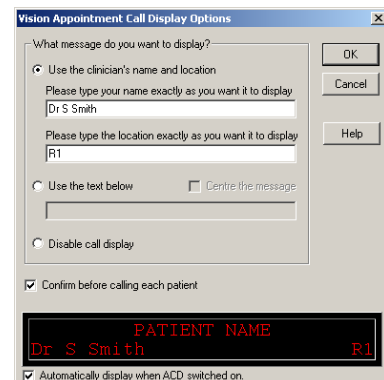 Vision Appointment Call Display Options
What message do you want to display?
OK
Use the clinician's name and location
Cancel
Please type your name exactly as you want it to display
Dr S Smith
Please type the location exactly as you want it to display
Help
R1
Use the text below Centre the message
Disable call display
Confirm before calling each patient
PATIENT NAME
Dr S Smith R1
Automatically display when ACD switched on.